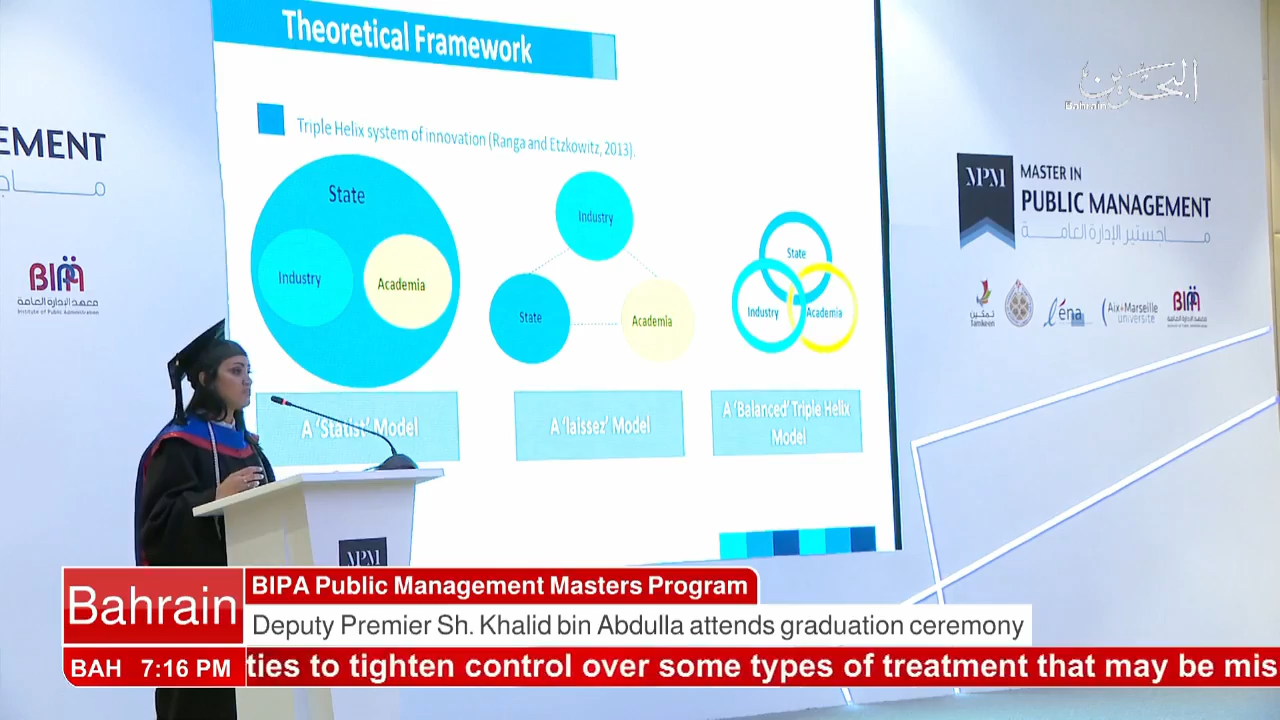 Theoretical Framework
Triple Helix system of innovation (Ranga and Etzkowitz, 2013).
State
Industry
Academia
Industry
State
Academia
State
Industry
Academia
A ‘Statist’ Model
A ‘laissez’ Model
A ‘Balanced’ Triple Helix
Model
EMENT
BIPA
معهد الإدارة العامة
Institute of Public Administration
البحرين
Bahrain
MPM
MASTER IN
PUBLIC MANAGEMENT
ماجستير الإدارة العامة
تمكين
Tamkeen
l'éna
Aix*Marseille
université
BIPA
MPM
Bahrain
BIPA Public Management Masters Program
Deputy Premier Sh. Khalid bin Abdulla attends graduation ceremony
BAH 7:16 PM
ties to tighten control over some types of treatment that may be mis